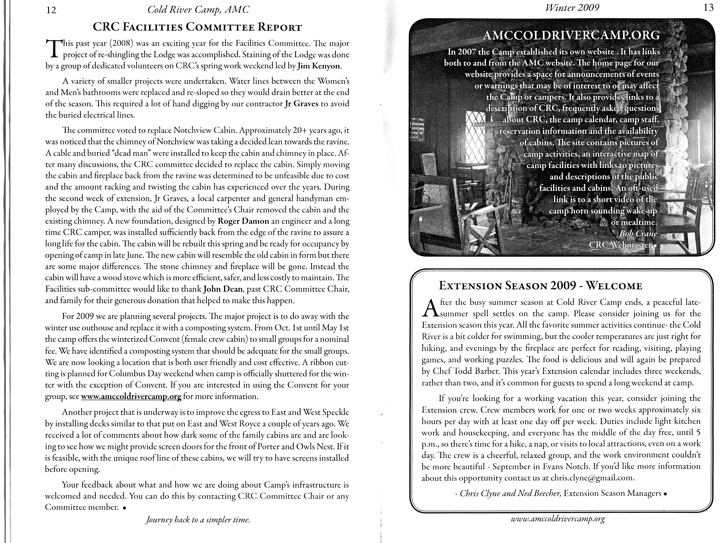 12
Cold River Camp, AMC
CRC Facilities Committee Report
This past year (2008) was an exciting year for the Facilities Committee. The major
project of re-shingling the Lodge was accomplished. Staining of the Lodge was done
by a group of dedicated volunteers on CRC's spring work weekend led by Jim Kenyon.
A variety of smaller projects were undertaken. Water lines between the Women's
and Men's bathrooms were replaced and re-sloped so they would drain better at the end
of the season. This required a lot of hand digging by our contractor Jr Graves to avoid
the buried electrical lines.
The committee voted to replace Notchview Cabin. Approximately 20+ years ago, it
was noticed that the chimney of Notchview was taking a decided lean towards the ravine.
A cable and buried "dead man" were installed to keep the cabin and chimney in place. Af-
ter many discussions, the CRC committee decided to replace the cabin. Simply moving
the cabin and fireplace back from the ravine was determined to be unfeasible due to cost
and the amount racking and twisting the cabin has experienced over the years. During
the second week of extension, Jr Graves, a local carpenter and general handyman em-
ployed by the Camp, with the aid of the Committee's Chair removed the cabin and the
existing chimney. A new foundation, designed by Roger Damon an engineer and a long
time CRC camper, was installed sufficiently back from the edge of the ravine to assure a
long life for the cabin. The cabin will be rebuilt this spring and be ready for occupancy by
opening of camp in late June. The new cabin will resemble the old cabin in form but there
are some major differences. The stone chimney and fireplace will be gone. Instead the
cabin will have a wood stove which is more efficient, safer, and less costly to maintain. The
Facilities sub-committee would like to thank John Dean, past CRC Committee Chair,
and family for their generous donation that helped to make this happen.
For 2009 we are planning several projects. The major project is to do away with the
winter use outhouse and replace it with a composting system. From Oct. 1st until May 1st
the camp offers the winterized Convent (female crew cabin) to small groups for a nominal
fee. We have identified a composting system that should be adequate for the small groups.
We are now looking a location that is both user friendly and cost effective. A ribbon cut-
ting is planned for Columbus Day weekend when camp is officially shuttered for the win-
ter with the exception of Convent. If you are interested in using the Convent for your
group, see www.amccoldrivercamp.org for more information.
Another project that is underway is to improve the egress to East and West Speckle
by installing decks similar to that put on East and West Royce a couple of years ago. We
received a lot of comments about how dark some of the family cabins are and are look-
ing to see how we might provide screen doors for the front of Porter and Owls Nest. If it
is feasible, with the unique roof line of these cabins, we will try to have screens installed
before opening.
Your feedback about what and how we are doing about Camp's infrastructure is
welcomed and needed. You can do this by contacting CRC Committee Chair or any
Committee member. •
Journey back to a simpler time.
Winter 2009
13
amccoldrivercamp.org
In 2007 the Camp established its own website . It has links
both to and from the AMC website. The home page for our
website provides a space for announcements of events
or warnings that may be of interest to or may affect
the Camp or campers. It also provides links to a
description of CRC, frequently asked questions
about CRC, the camp calendar, camp staff,
reservation information and the availability
of cabins. The site contains pictures of
camp activities, an interactive map of
camp facilities with links to pictures
and descriptions of the public
facilities and cabins. An oft-used
link is to a short video of the
camp horn sounding wake-up
or mealtime.
Bob Crane
CRC Webmaster •
Extension Season 2009 - Welcome
After the busy summer season at Cold River Camp ends, a peaceful late-
summer spell settles on the camp. Please consider joining us for the
Extension season this year. All the favorite summer activities continue- the Cold
River is a bit colder for swimming, but the cooler temperatures are just right for
hiking, and evenings by the fireplace are perfect for reading, visiting, playing
games, and working puzzles. The food is delicious and will again be prepared
by Chef Todd Barber. This year's Extension calendar includes three weekends,
rather than two, and it's common for guests to spend a long weekend at camp.
If you're looking for a working vacation this year, consider joining the
Extension crew. Crew members work for one or two weeks approximately six
hours per day with at least one day off per week. Duties include light kitchen
work and housekeeping, and everyone has the middle of the day free, until 5
p.m., so there's time for a hike, a nap, or visits to local attractions, even on a work
day. The crew is a cheerful, relaxed group, and the work environment couldn't
be more beautiful - September in Evans Notch. If you'd like more information
about this opportunity contact us at chris.clyne@gmail.com.
- Chris Clyne and Ned Beecher, Extension Season Managers •
www.amccoldrivercamp.org